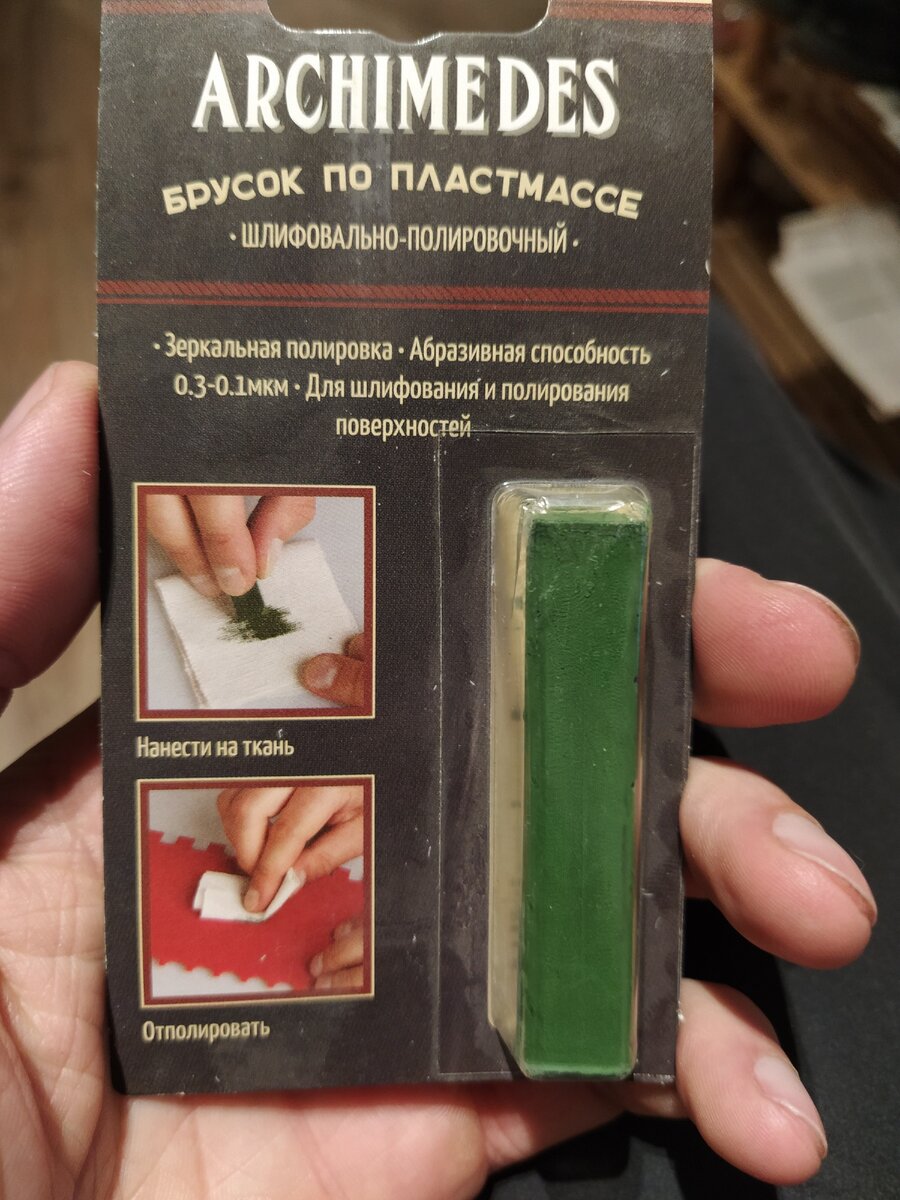 ARCHIMEDES
БРУСОК ПО ПЛАСТМАССЕ
· ШЛИФОВАЛЬНО-ПОЛИРОВОЧНЫЙ ·
· Зеркальная полировка · Абразивная способность
0.3-0.1мкм · Для шлифования и полирования
поверхностей
Нанести на ткань
Отполировать